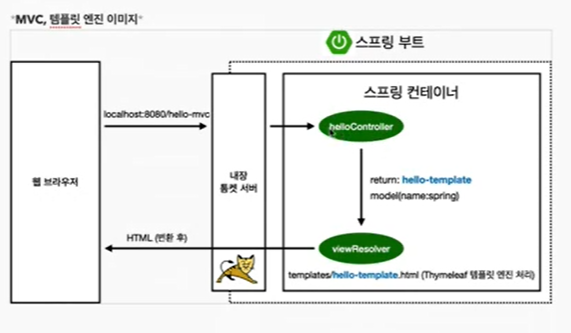 *MVC, 템플릿 엔진 이미지*
스프링 부트
스프링 컨테이너
localhost:8080/hello-mvc
helloController
웹 브라우저
내장
톰켓 서버
return: hello-template
model(name:spring)
HTML (변환 후)
viewResolver
templates/hello-template.html (Thymeleaf 템플릿 엔진 처리)